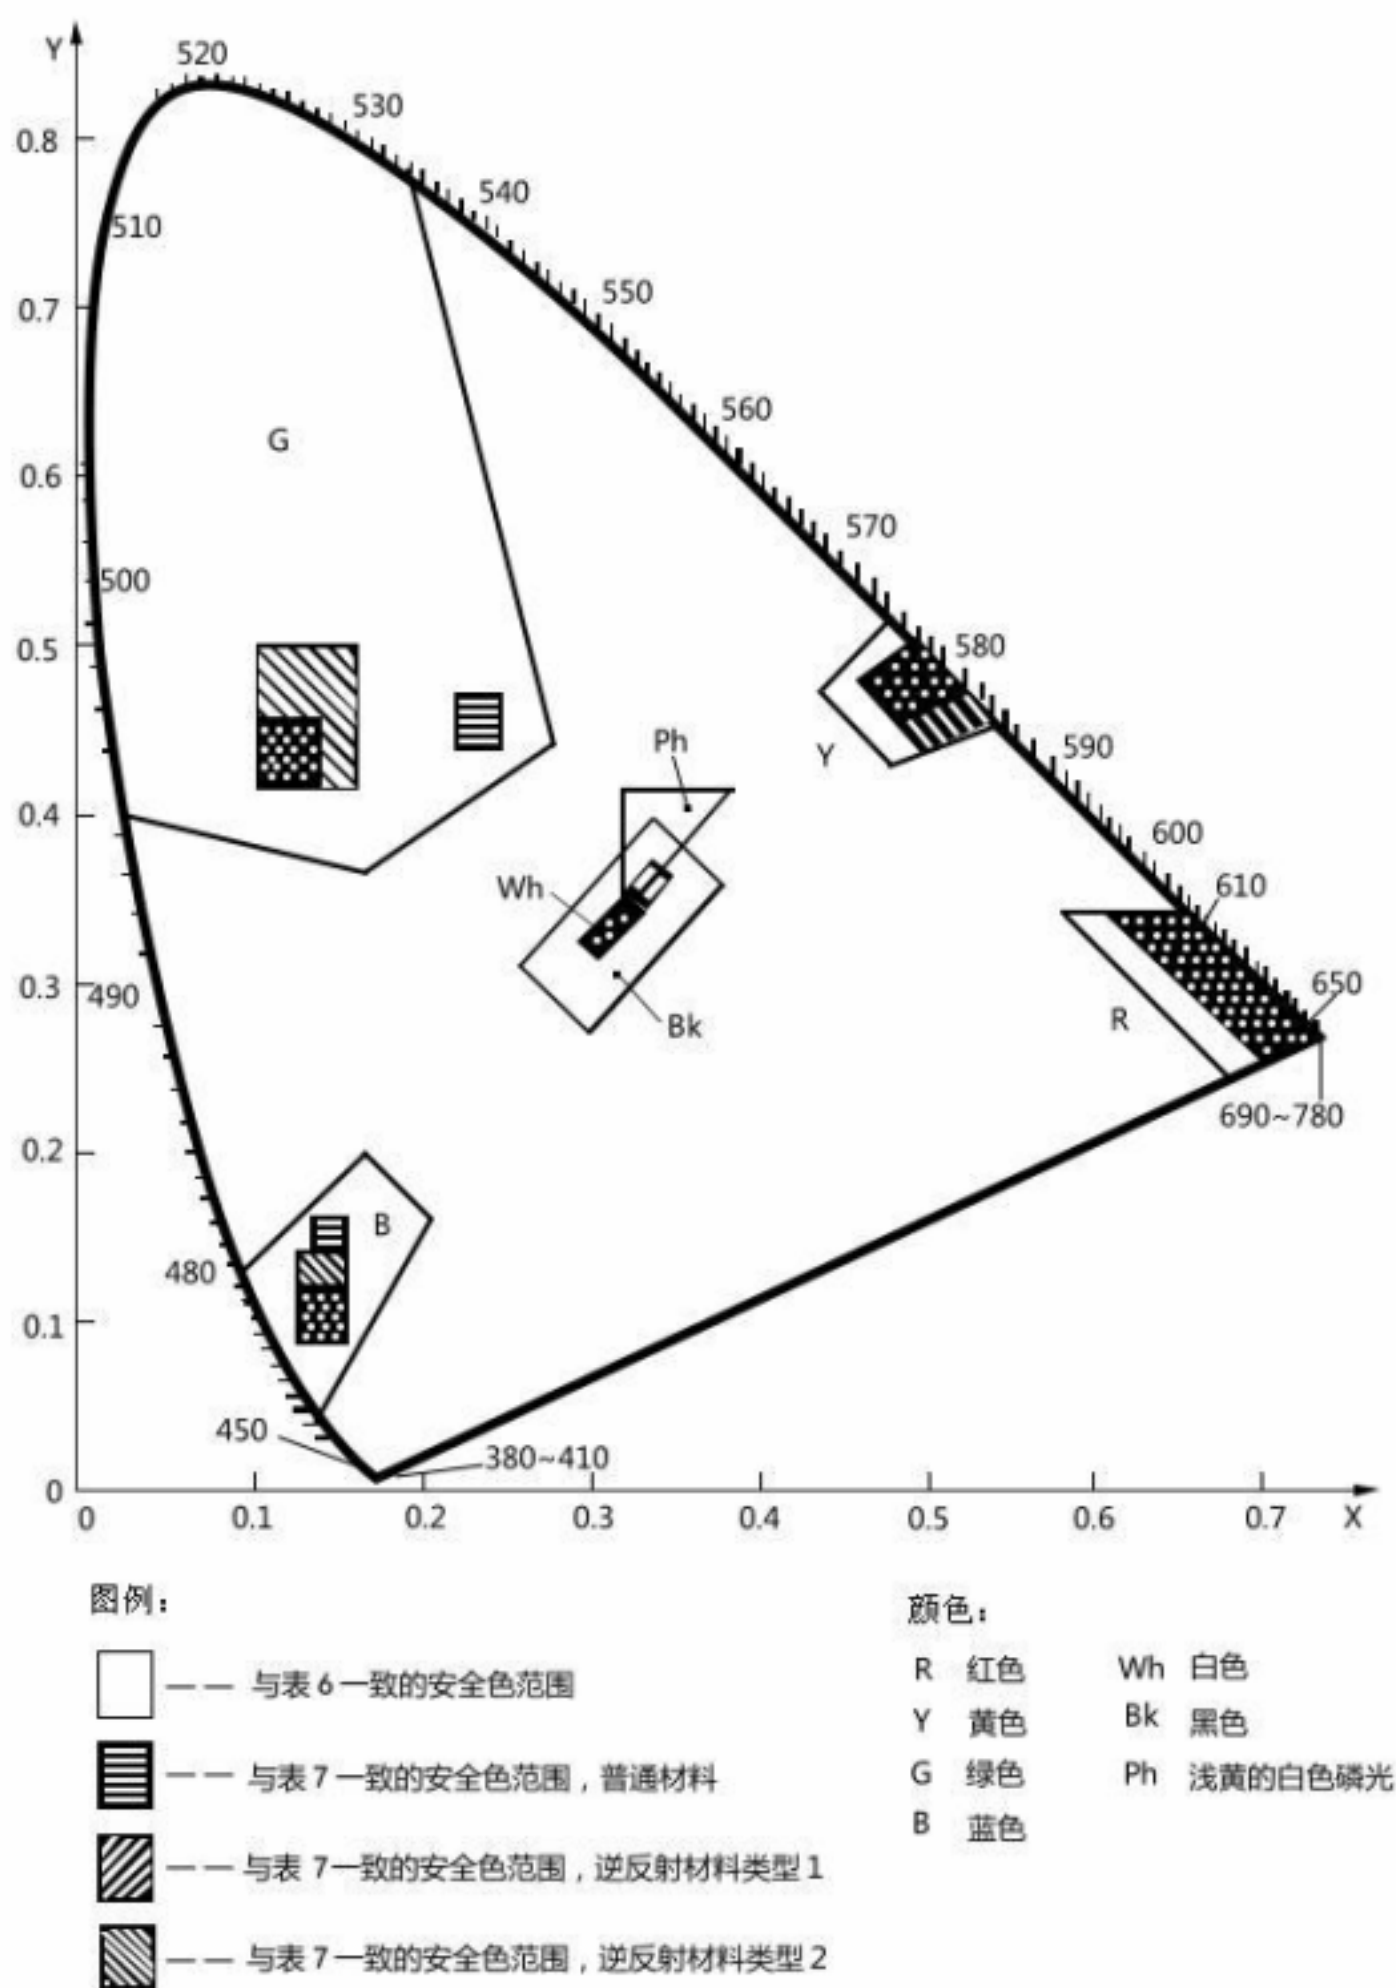 Y
520
530
0.8
540
510
550
0.7
560
G
0.6
570
500
0.5
580
Ph
590
Y
0.4
600
Wh
610
0.3
490
650
Bk
R
690~780
0.2
B
480
0.1
450
380~410
0
0 0.1 0.2 0.3 0.4 0.5 0.6 0.7 X
图例:
—— 与表6一致的安全色范围
—— 与表7一致的安全色范围,普通材料
—— 与表7一致的安全色范围,逆反射材料类型1
—— 与表7一致的安全色范围,逆反射材料类型2
颜色:
R 红色 Wh 白色
Y 黄色 Bk 黑色
G 绿色 Ph 浅黄的白色磷光
B 蓝色